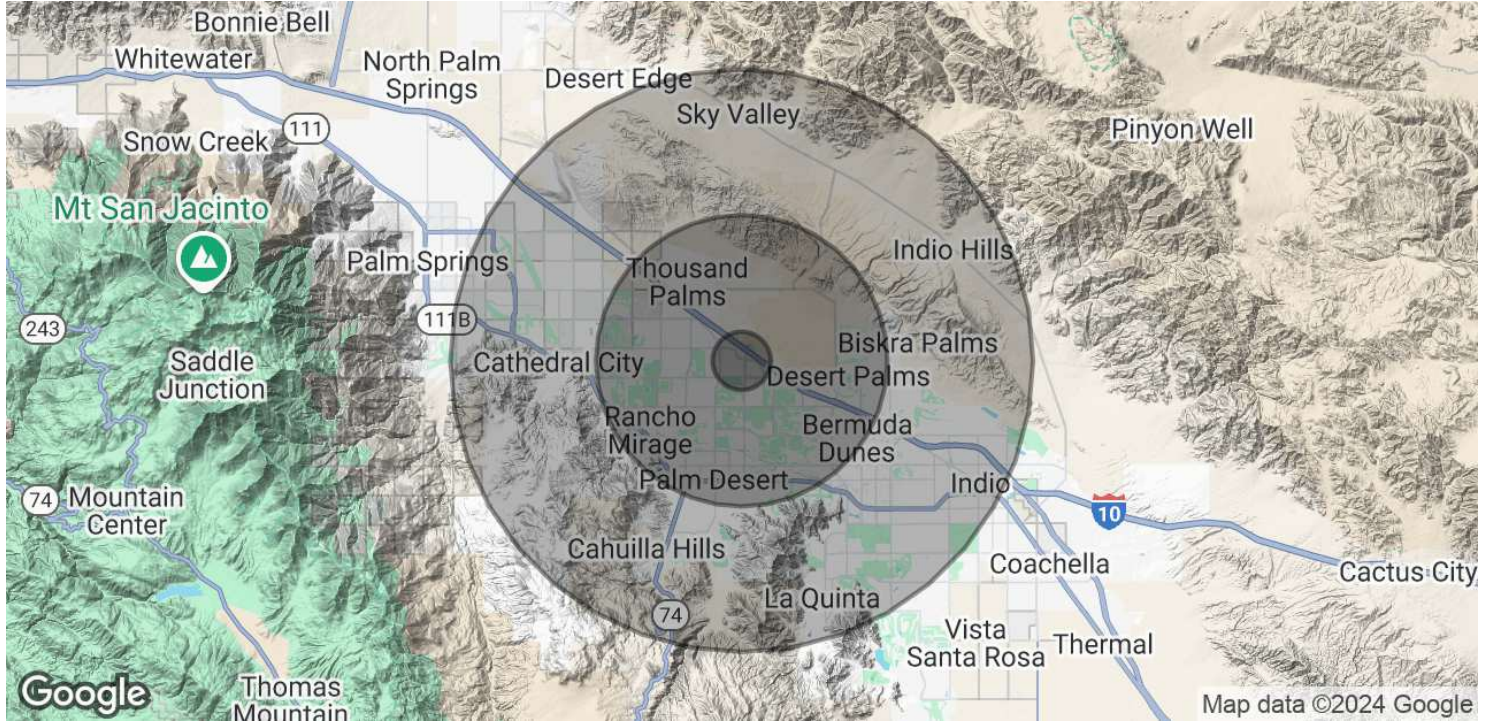 Bonnie Bell
Whitewater
North Palm
Springs
Desert Edge
Sky Valley
Pinyon Well
111
Snow Creek
Mt San Jacinto
Palm Springs
Thousand
Palms
Indio Hills
111B
243
Saddle
Junction
Cathedral City
Biskra Palms
Desert Palms
Rancho
Mirage
Bermuda
Dunes
Palm Desert
Indio
74
Mountain
Center
10
Cahuilla Hills
Coachella
Cactus City
La Quinta
74
Vista
Santa Rosa
Thermal
Thomas
Mountain
Google
Map data ©2024 Google